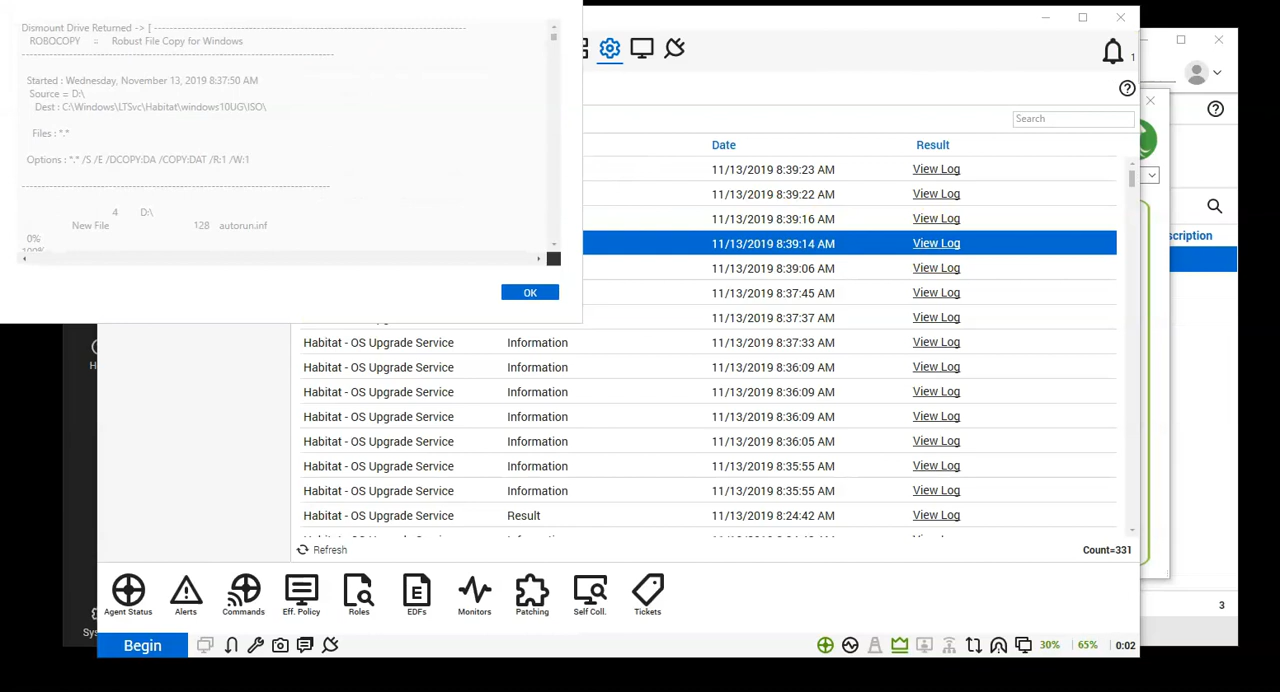 Dismount Drive Returned -> [ -------------------------------------------------------------------------------
ROBOCOPY :: Robust File Copy for Windows
-------------------------------------------------------------------------------
Started : Wednesday, November 13, 2019 8:37:50 AM
Source = D:\
Dest : C:\Windows\LTSvc\Habitat\windows10UG\ISO\
Files : *.*
Options : *.* /S /E /DCOPY:DA /COPY:DAT /R:1 /W:1
------------------------------------------------------------------------------
4 D:\
New File 128 autorun.inf
0%
100%
OK
1
Search
Date Result
11/13/2019 8:39:23 AM View Log
11/13/2019 8:39:22 AM View Log
11/13/2019 8:39:16 AM View Log
11/13/2019 8:39:14 AM View Log
11/13/2019 8:39:06 AM View Log
11/13/2019 8:37:45 AM View Log
11/13/2019 8:37:37 AM View Log
Habitat - OS Upgrade Service Information 11/13/2019 8:37:33 AM View Log
Habitat - OS Upgrade Service Information 11/13/2019 8:36:09 AM View Log
Habitat - OS Upgrade Service Information 11/13/2019 8:36:09 AM View Log
Habitat - OS Upgrade Service Information 11/13/2019 8:36:09 AM View Log
Habitat - OS Upgrade Service Information 11/13/2019 8:36:05 AM View Log
Habitat - OS Upgrade Service Information 11/13/2019 8:35:55 AM View Log
Habitat - OS Upgrade Service Information 11/13/2019 8:35:55 AM View Log
Habitat - OS Upgrade Service Result 11/13/2019 8:24:42 AM View Log
Refresh Count=331
Agent Status Alerts Commands Eff. Policy Roles EDFs Monitors Patching Self Coll. Tickets
Begin 30% 65% 0:02
scription
3